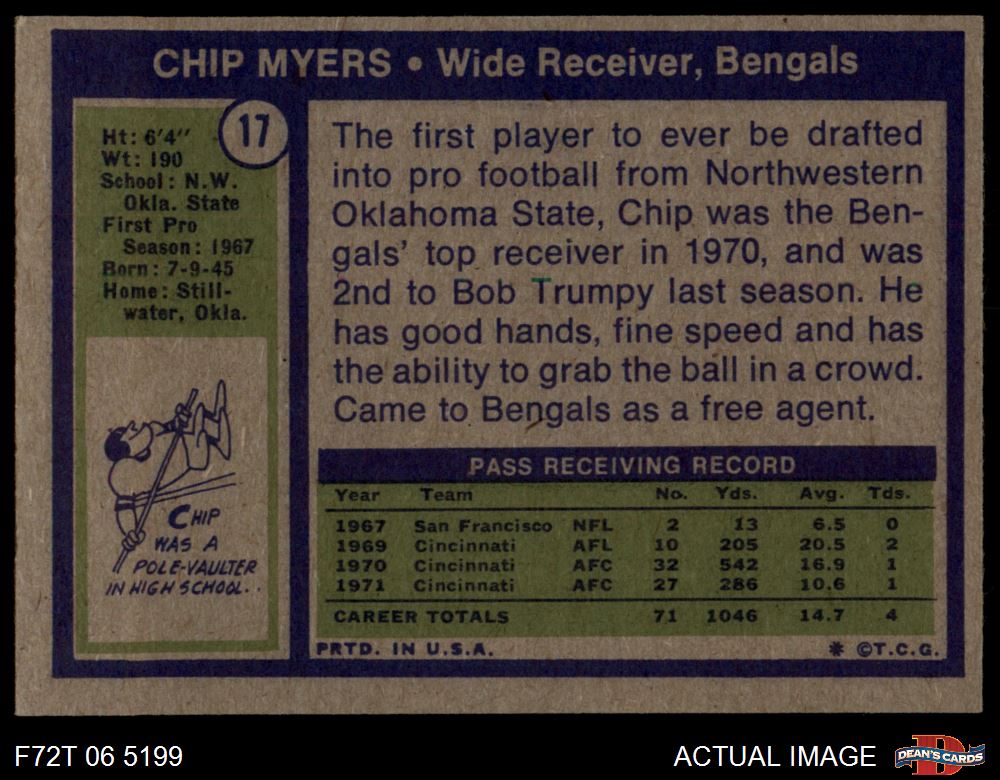 CHIP MYERS • Wide Receiver, Bengals
17
Ht: 6'4"
Wt: 190
School: N.W.
Okla. State
First Pro
Season: 1967
Born: 7-9-45
Home: Still-
water, Okla.
CHIP
WAS A
POLE-VAULTER
IN HIGH SCHOOL..
The first player to ever be drafted
into pro football from Northwestern
Oklahoma State, Chip was the Ben-
gals' top receiver in 1970, and was
2nd to Bob Trumpy last season. He
has good hands, fine speed and has
the ability to grab the ball in a crowd.
Came to Bengals as a free agent.
PASS RECEIVING RECORD
Year Team No. Yds. Avg. Tds.
1967 San Francisco NFL 2 13 6.5 0
1969 Cincinnati AFL 10 205 20.5 2
1970 Cincinnati AFC 32 542 16.9 1
1971 Cincinnati AFC 27 286 10.6 1
CAREER TOTALS 71 1046 14.7 4
PRTD. IN U.S.A. * ©T.C.G.
F72T 06 5199 ACTUAL IMAGE
D
DEAN'S CARDS